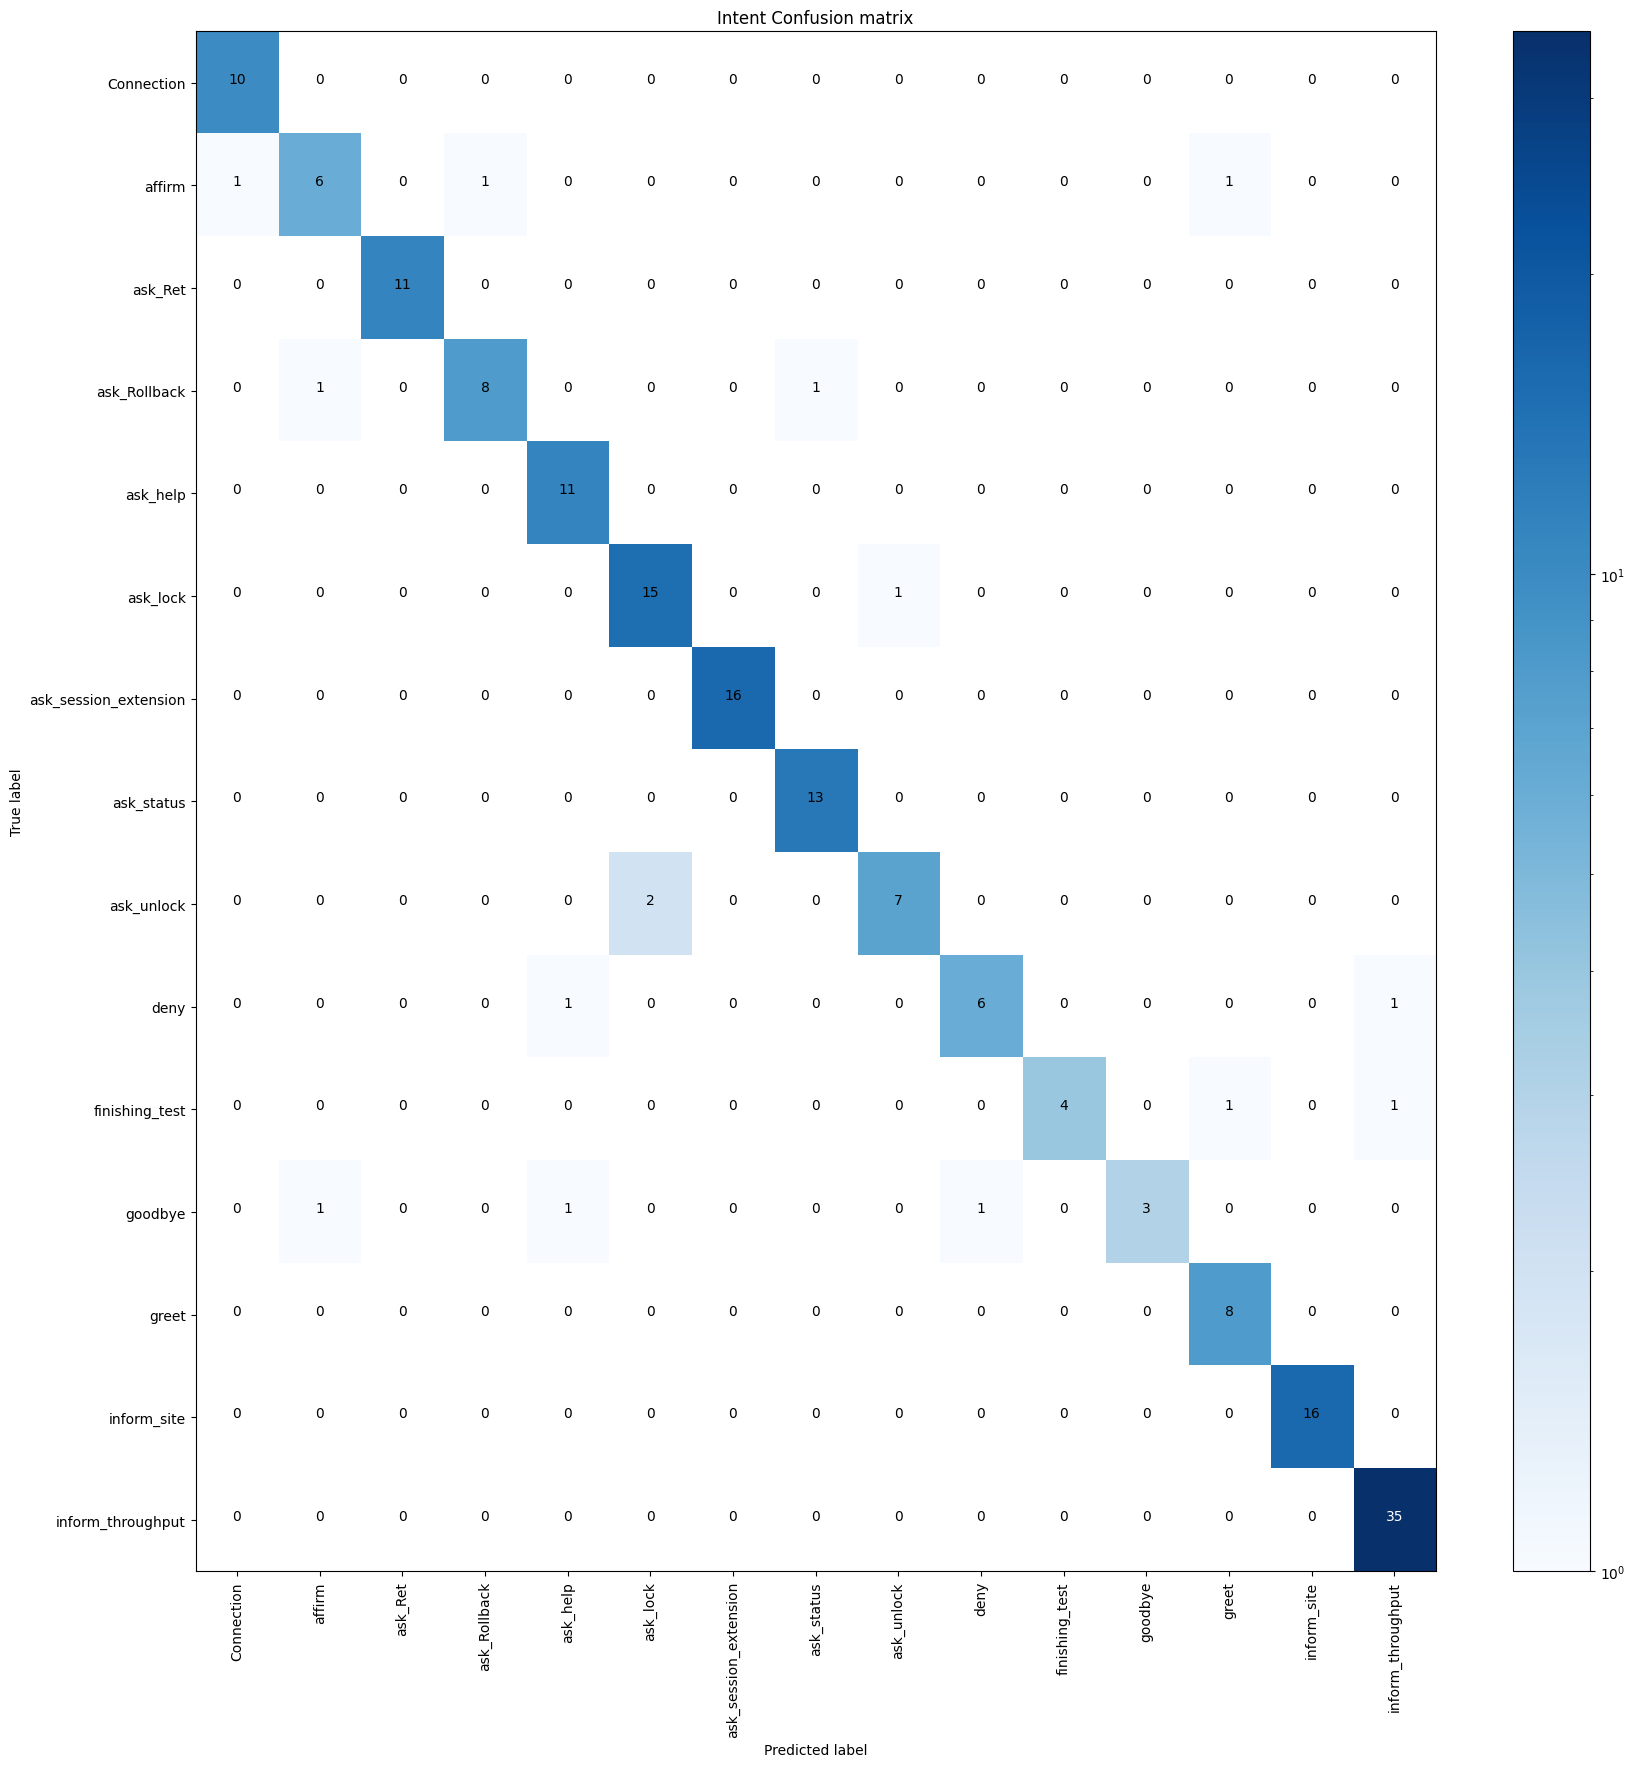 Intent Confusion matrix
Connection 10 0 0 0 0 0 0 0 0 0 0 0 0 0 0
affirm 1 6 0 1 0 0 0 0 0 0 0 0 1 0 0
ask_Ret 0 0 11 0 0 0 0 0 0 0 0 0 0 0 0
ask_Rollback 0 1 0 8 0 0 0 1 0 0 0 0 0 0 0
ask_help 0 0 0 0 11 0 0 0 0 0 0 0 0 0 0
ask_lock 0 0 0 0 0 15 0 0 1 0 0 0 0 0 0
10¹
ask_session_extension 0 0 0 0 0 0 16 0 0 0 0 0 0 0 0
ask_status 0 0 0 0 0 0 0 13 0 0 0 0 0 0 0
True label
ask_unlock 0 0 0 0 0 2 0 0 7 0 0 0 0 0 0
deny 0 0 0 0 1 0 0 0 0 6 0 0 0 0 1
finishing_test 0 0 0 0 0 0 0 0 0 0 4 0 1 0 1
goodbye 0 1 0 0 1 0 0 0 0 1 0 3 0 0 0
greet 0 0 0 0 0 0 0 0 0 0 0 0 8 0 0
inform_site 0 0 0 0 0 0 0 0 0 0 0 0 0 16 0
inform_throughput 0 0 0 0 0 0 0 0 0 0 0 0 0 0 35
10⁰
Connection
affirm
ask_Ret
ask_Rollback
ask_help
ask_lock
ask_session_extension
ask_status
ask_unlock
deny
finishing_test
goodbye
greet
inform_site
inform_throughput
Predicted label